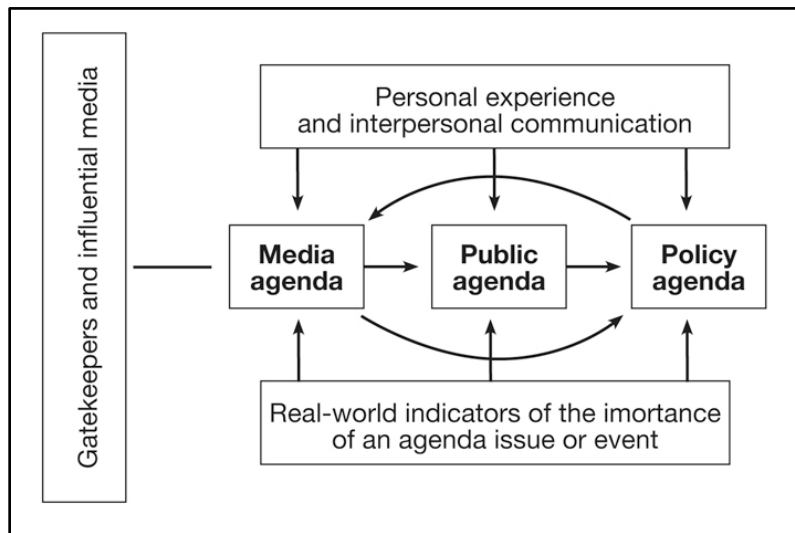 Gatekeepers and influential media
Personal experience
and interpersonal communication
Media
agenda
Public
agenda
Policy
agenda
Real-world indicators of the imortance
of an agenda issue or event